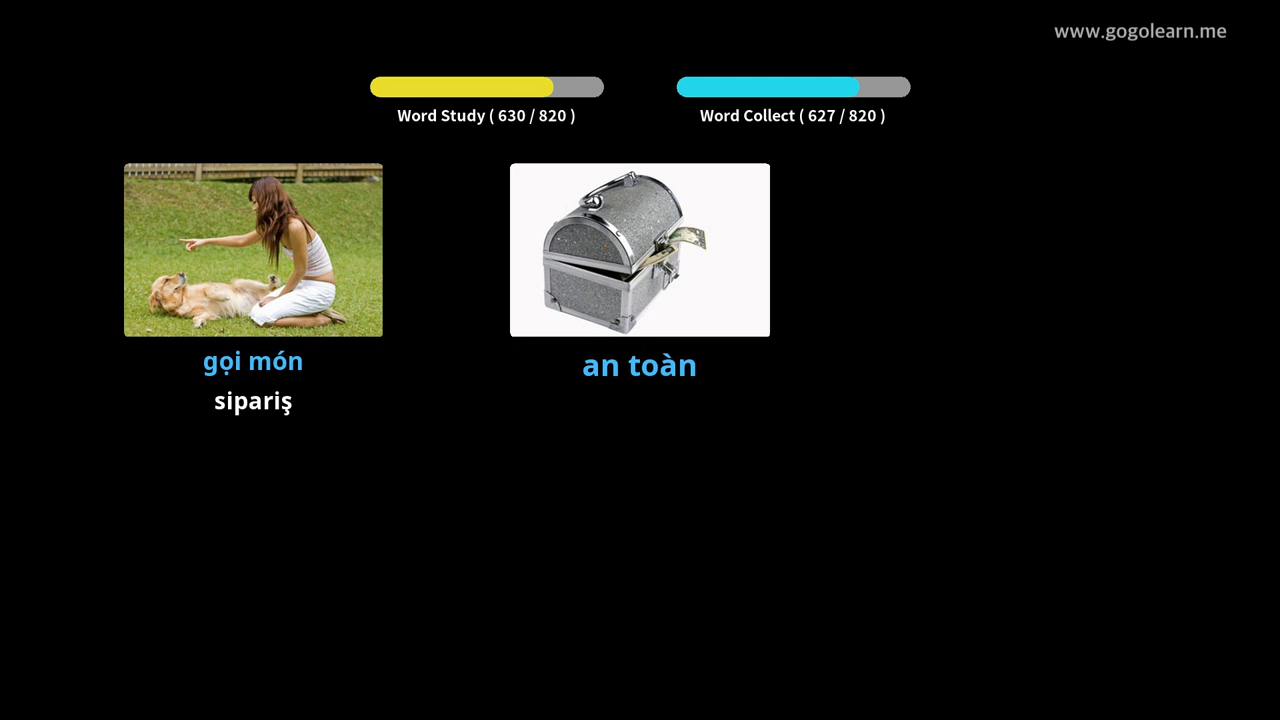 www.gogolearn.me
Word Study ( 630 / 820 )
Word Collect ( 627 / 820 )
gọi món
sipariş
an toàn